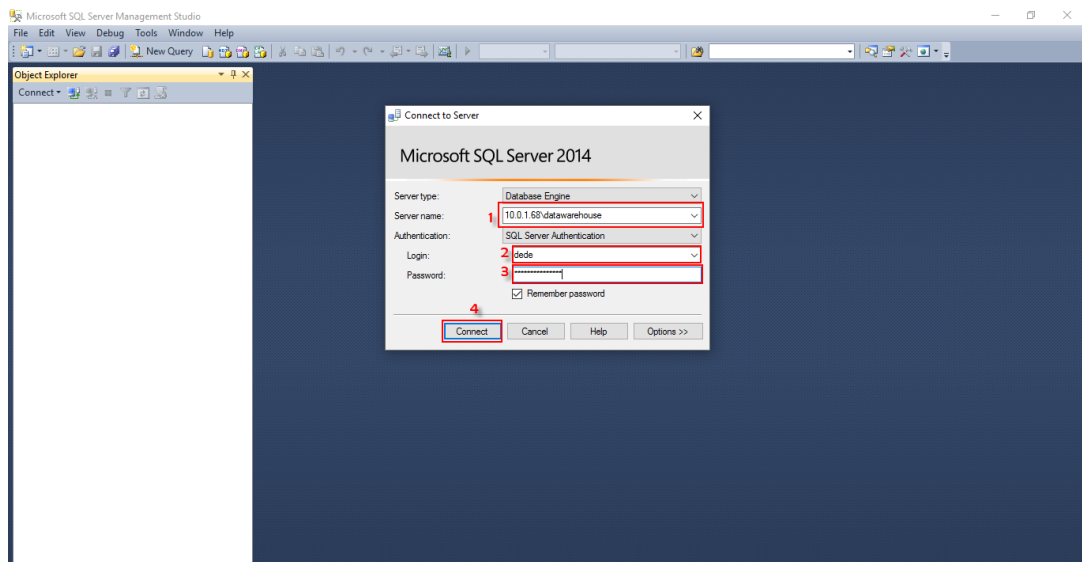 Microsoft SQL Server Management Studio
File Edit View Debug Tools Window Help
New Query
Object Explorer
Connect
Connect to Server
Microsoft SQL Server 2014
Server type: Database Engine
Server name: 1 10.0.1.68\datawarehouse
Authentication: SQL Server Authentication
Login: 2 dede
Password: 3 ***************
Remember password
4
Connect Cancel Help Options >>